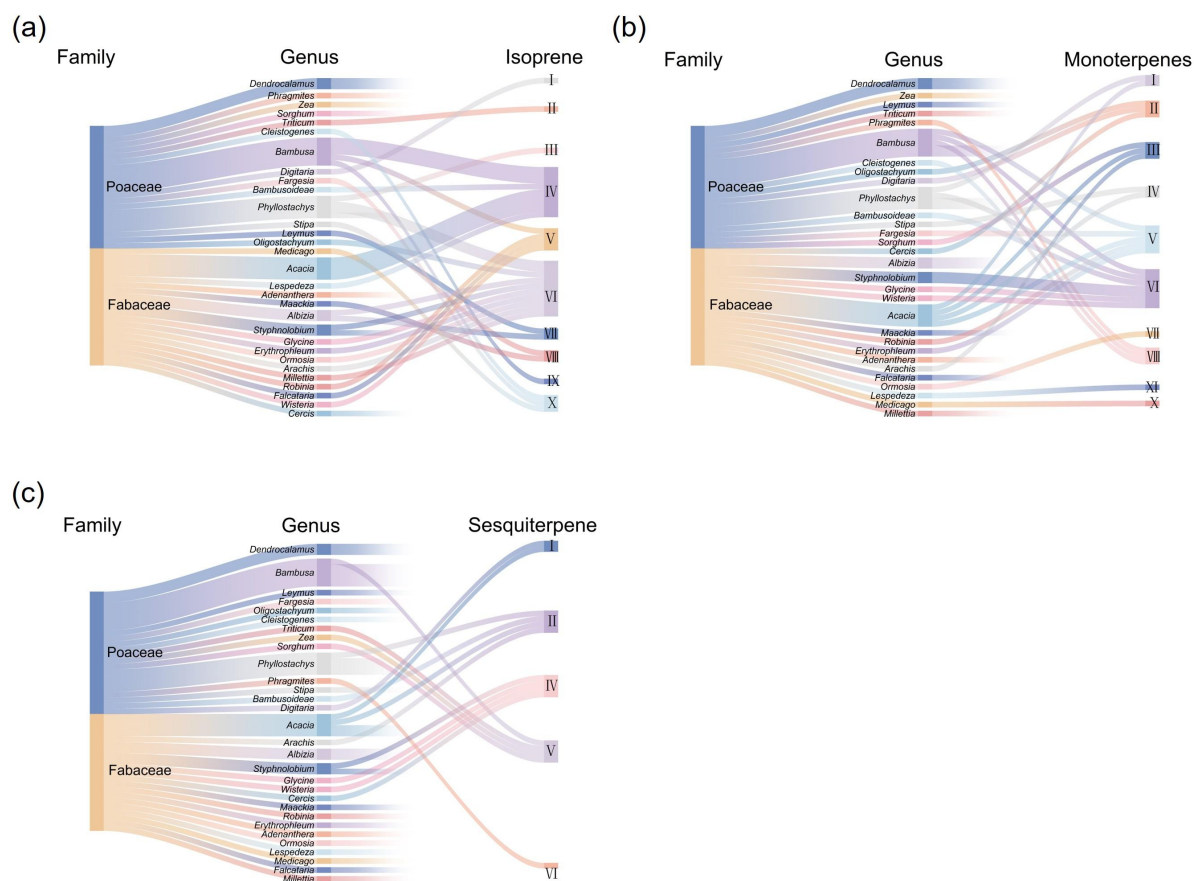 (a)
Family Genus Isoprene
Poaceae
Fabaceae
Dendrocalamus
Phragmites
Zea
Sorghum
Triticum
Cleistogenes
Bambusa
Digitaria
Fargesia
Bambusoideae
Phyllostachys
Stipa
Leymus
Oligostachyum
Medicago
Acacia
Lespedeza
Adenanthera
Maackia
Albizia
Styphnolobium
Glycine
Erythrophleum
Ormosia
Arachis
Millettia
Robinia
Falcataria
Wisteria
Cercis
I
II
III
IV
V
VI
VII
VIII
IX
X
(b)
Family Genus Monoterpenes
Poaceae
Fabaceae
Dendrocalamus
Zea
Leymus
Triticum
Phragmites
Bambusa
Cleistogenes
Oligostachyum
Digitaria
Phyllostachys
Bambusoideae
Stipa
Fargesia
Sorghum
Cercis
Albizia
Styphnolobium
Glycine
Wisteria
Acacia
Maackia
Robinia
Erythrophleum
Adenanthera
Arachis
Falcataria
Ormosia
Lespedeza
Medicago
Millettia
I
II
III
IV
V
VI
VII
VIII
XI
X
(c)
Family Genus Sesquiterpene
Poaceae
Fabaceae
Dendrocalamus
Bambusa
Leymus
Fargesia
Oligostachyum
Cleistogenes
Triticum
Zea
Sorghum
Phyllostachys
Phragmites
Stipa
Bambusoideae
Digitaria
Acacia
Arachis
Albizia
Styphnolobium
Glycine
Wisteria
Cercis
Maackia
Robinia
Erythrophleum
Adenanthera
Ormosia
Lespedeza
Medicago
Falcataria
Millettia
I
II
IV
V
VI